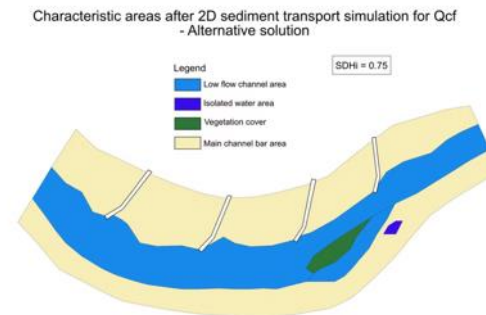 Characteristic areas after 2D sediment transport simulation for Qcf
- Alternative solution
Legend
SDHi = 0.75
Low flow channel area
Isolated water area
Vegetation cover
Main channel bar area